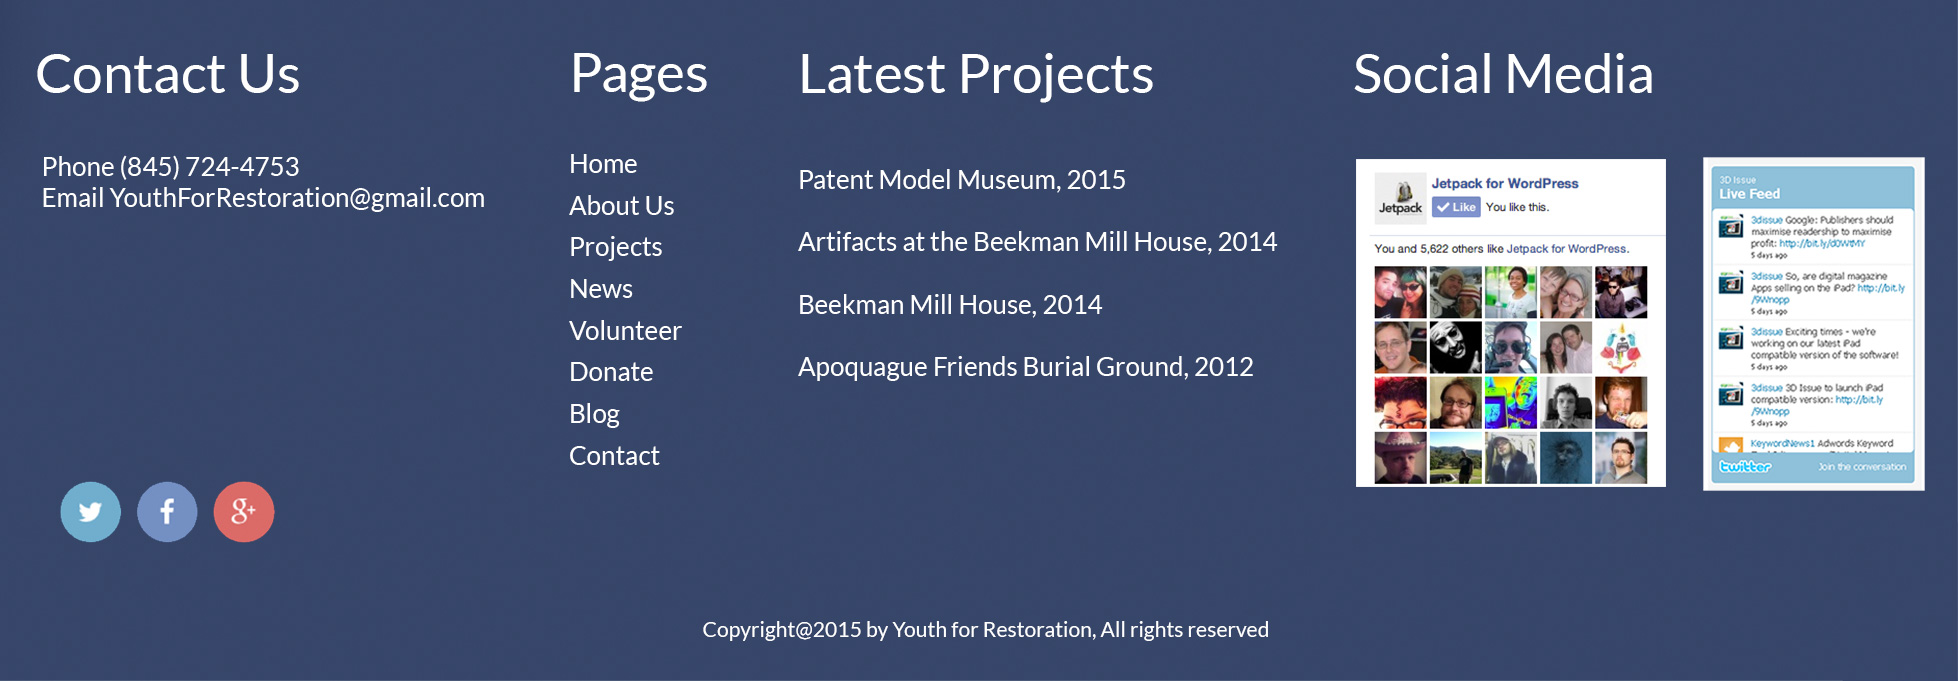 Contact Us
Phone (845) 724-4753
Email YouthForRestoration@gmail.com
Pages
Home
About Us
Projects
News
Volunteer
Donate
Blog
Contact
Latest Projects
Patent Model Museum, 2015
Artifacts at the Beekman Mill House, 2014
Beekman Mill House, 2014
Apoquague Friends Burial Ground, 2012
Social Media
Jetpack
Jetpack for WordPress
Like You like this.
You and 5,622 others like Jetpack for WordPress.
3D Issue
Live Feed
3dissue Google: Publishers should
maximise readership to maximise
profit: http://bit.ly/d0WtMY
5 days ago
3dissue So, are digital magazine
Apps selling on the iPad? http://bit.ly
/9Wnopp
5 days ago
3dissue Exciting times - we're
working on our latest iPad
compatible version of the software!
5 days ago
3dissue 3D Issue to launch iPad
compatible version: http://bit.ly
/9Wnopp
5 days ago
KeywordNews1 Adwords Keyword
twitter Join the conversation
f
g+
Copyright@2015 by Youth for Restoration, All rights reserved